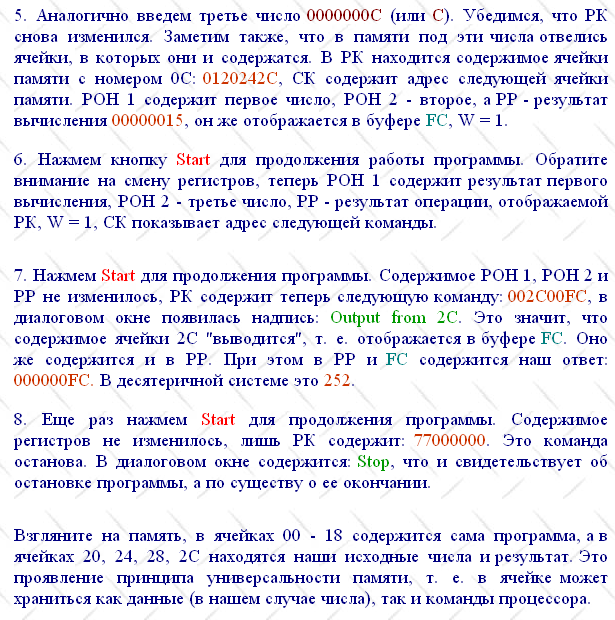 5. Аналогично введем третье число 0000000C (или C). Убедимся, что РК
снова изменился. Заметим также, что в памяти под эти числа отвелись
ячейки, в которых они и содержатся. В РК находится содержимое ячейки
памяти с номером 0C: 0120242C, СК содержит адрес следующей ячейки
памяти. РОН 1 содержит первое число, РОН 2 - второе, а РР - результат
вычисления 00000015, он же отображается в буфере FC, W = 1.
6. Нажмем кнопку Start для продолжения работы программы. Обратите
внимание на смену регистров, теперь РОН 1 содержит результат первого
вычисления, РОН 2 - третье число, РР - результат операции, отображаемой
РК, W = 1, СК показывает адрес следующей команды.
7. Нажмем Start для продолжения программы. Содержимое РОН 1, РОН 2 и
РР не изменилось, РК содержит теперь следующую команду: 002C00FC, в
диалоговом окне появилась надпись: Output from 2C. Это значит, что
содержимое ячейки 2C "выводится", т. е. отображается в буфере FC. Оно
же содержится и в РР. При этом в РР и FC содержится наш ответ:
000000FC. В десятеричной системе это 252.
8. Еще раз нажмем Start для продолжения программы. Содержимое
регистров не изменилось, лишь РК содержит: 77000000. Это команда
останова. В диалоговом окне содержится: Stop, что и свидетельствует об
остановке программы, а по существу о ее окончании.
Взгляните на память, в ячейках 00 - 18 содержится сама программа, а в
ячейках 20, 24, 28, 2C находятся наши исходные числа и результат. Это
проявление принципа универсальности памяти, т. е. в ячейке может
храниться как данные (в нашем случае числа), так и команды процессора.